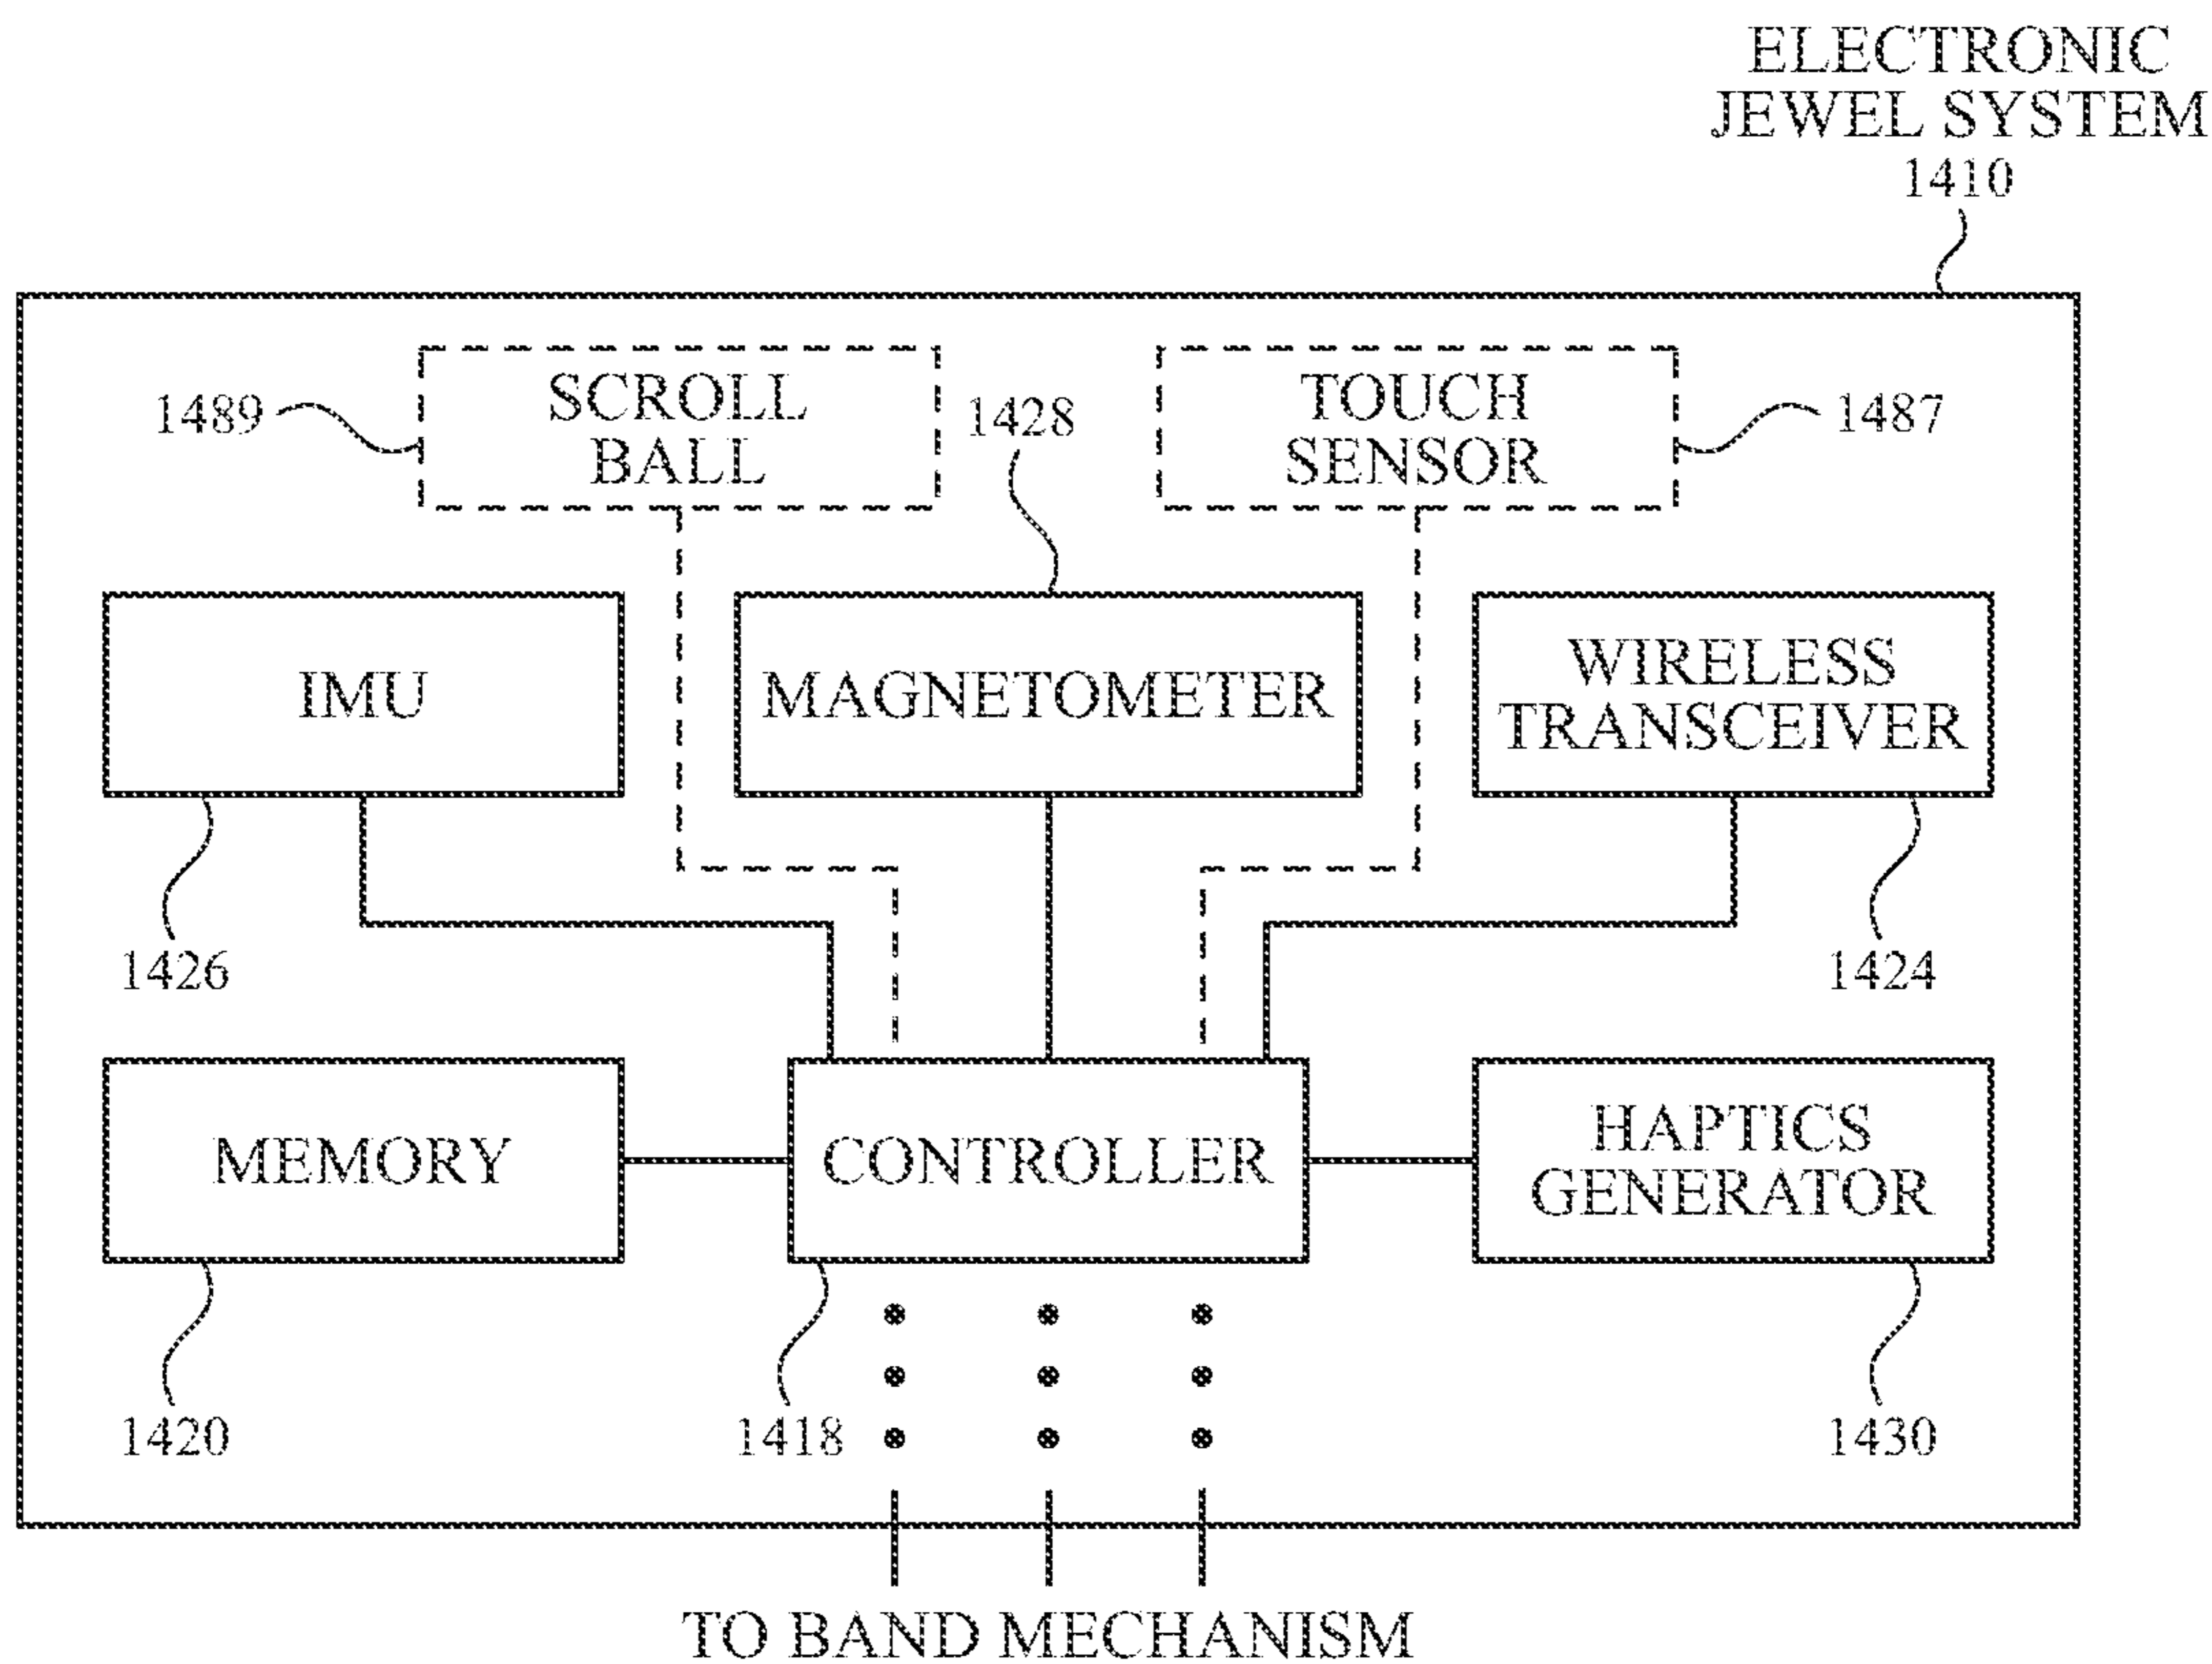 ELECTRONIC
JEWEL SYSTEM
1410
1489
SCROLL
BALL
1428
TOUCH
SENSOR
1487
IMU
MAGNETOMETER
WIRELESS
TRANSCEIVER
1426
1424
MEMORY
CONTROLLER
HAPTICS
GENERATOR
1420
1418
1430
TO BAND MECHANISM